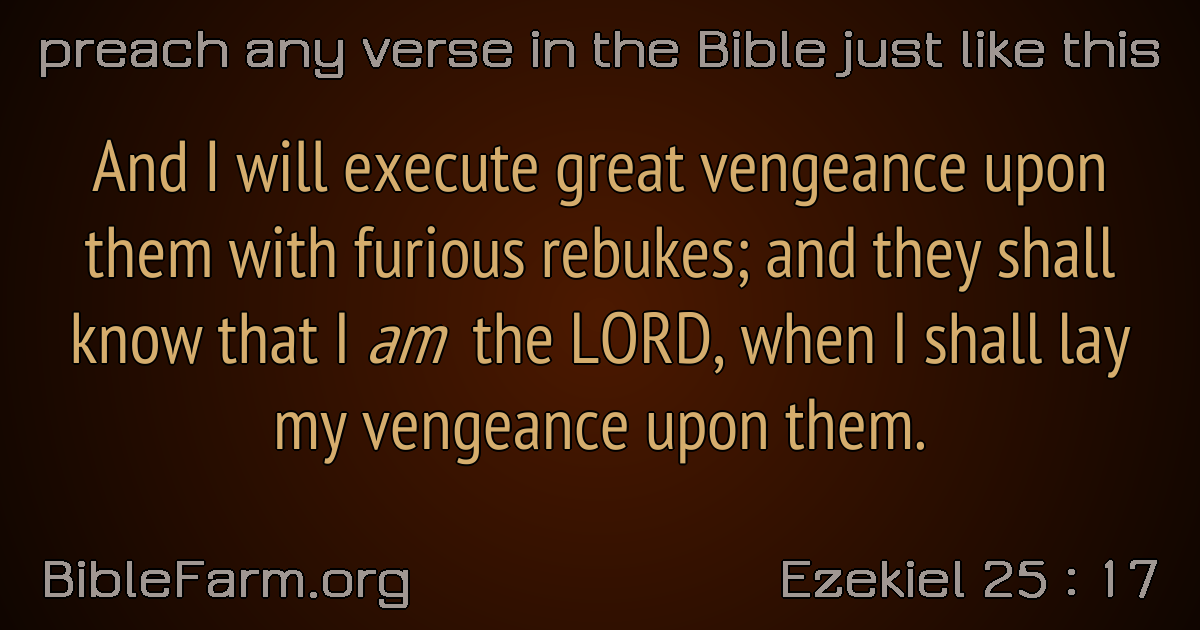 preach any verse in the Bible just like this
And I will execute great vengeance upon
them with furious rebukes; and they shall
know that I am the LORD, when I shall lay
my vengeance upon them.
BibleFarm.org
Ezekiel 25 : 17